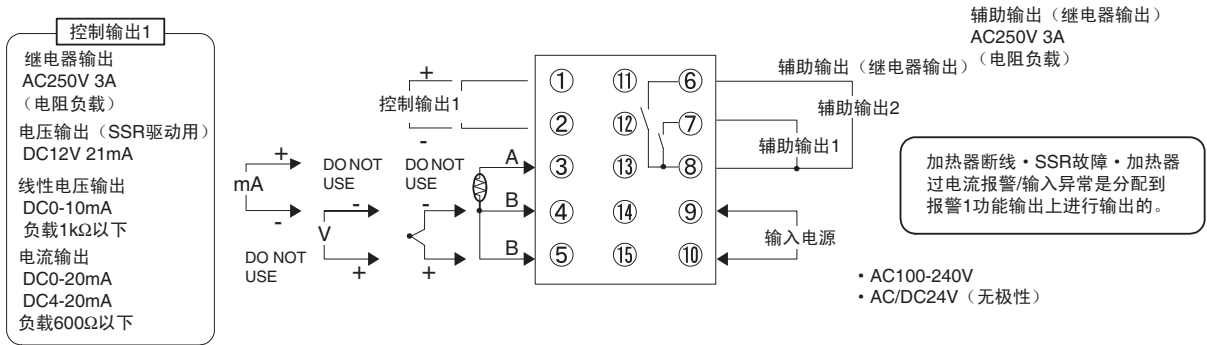 控制输出1
继电器输出
AC250V 3A
（电阻负载）
电压输出（SSR驱动用）
DC12V 21mA
线性电压输出
DC0-10mA
负载1kΩ以下
电流输出
DC0-20mA
DC4-20mA
负载600Ω以下
+
控制输出1
-
+
mA
-
DO NOT
USE
-
V
+
DO NOT
USE
DO NOT
USE
-
+
A
B
B
①
②
③
④
⑤
⑪
⑫
⑬
⑭
⑮
⑥
⑦
⑧
⑨
⑩
辅助输出（继电器输出）
辅助输出2
辅助输出1
输入电源
辅助输出（继电器输出）
AC250V 3A
（电阻负载）
加热器断线・SSR故障・加热器
过电流报警/输入异常是分配到
报警1功能输出上进行输出的。
・AC100-240V
・AC/DC24V（无极性）